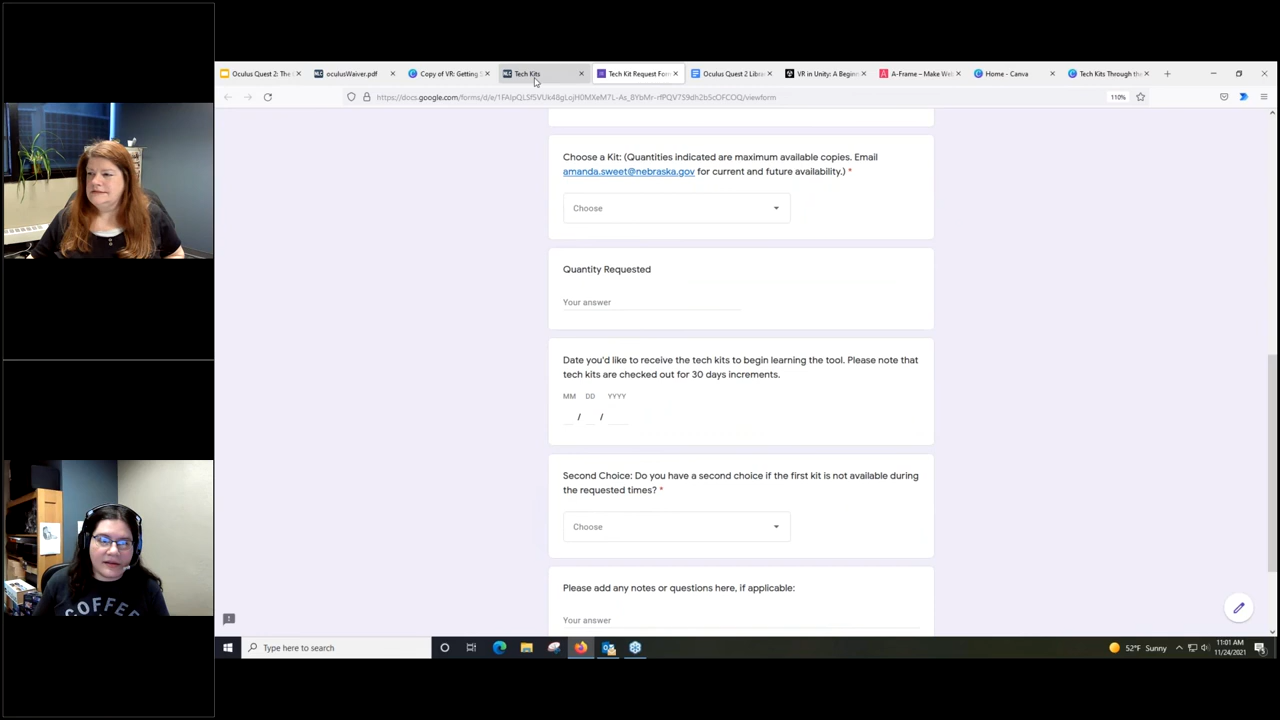 Oculus Quest 2: The
oculusWaiver.pdf
Copy of VR: Getting
Tech Kits
Tech Kit Request For
Oculus Quest 2 Libra
VR in Unity: A Begin
A-Frame – Make We
Home - Canva
Tech Kits Through th
110%
Choose a Kit: (Quantities indicated are maximum available copies. Email
amanda.sweet@nebraska.gov for current and future availability.) *
Choose
Quantity Requested
Your answer
Date you'd like to receive the tech kits to begin learning the tool. Please note that
tech kits are checked out for 30 days increments.
MM DD YYYY
/ /
Second Choice: Do you have a second choice if the first kit is not available during
the requested times? *
Choose
Please add any notes or questions here, if applicable:
Your answer
COFFEE
Type here to search
52°F Sunny
11:01 AM
11/24/2021